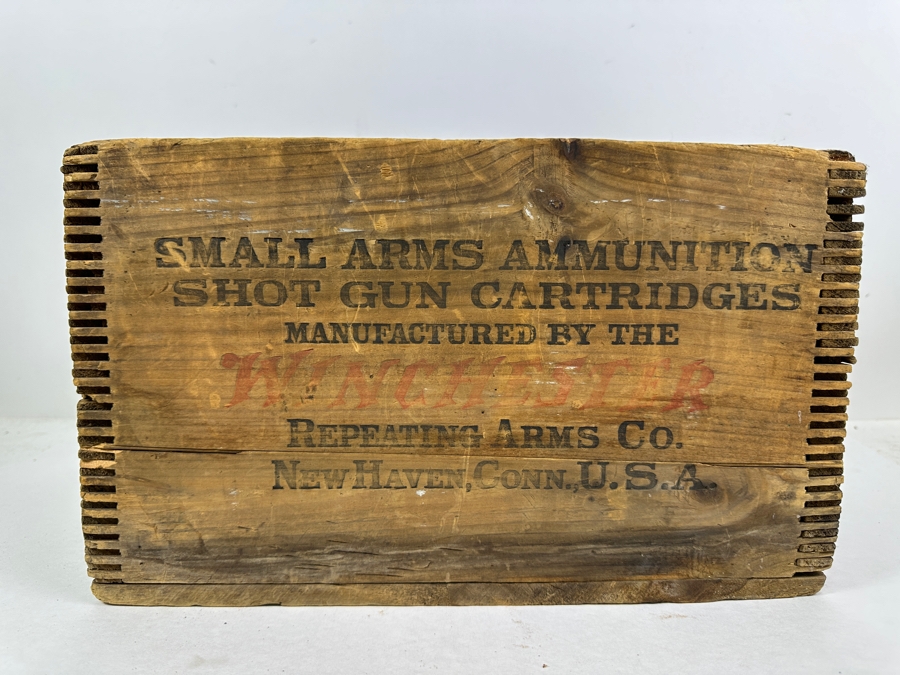 SMALL ARMS AMMUNITION
SHOT GUN CARTRIDGES
MANUFACTURED BY THE
WINCHESTER
REPEATING ARMS CO.
NEW HAVEN, CONN., U.S.A.